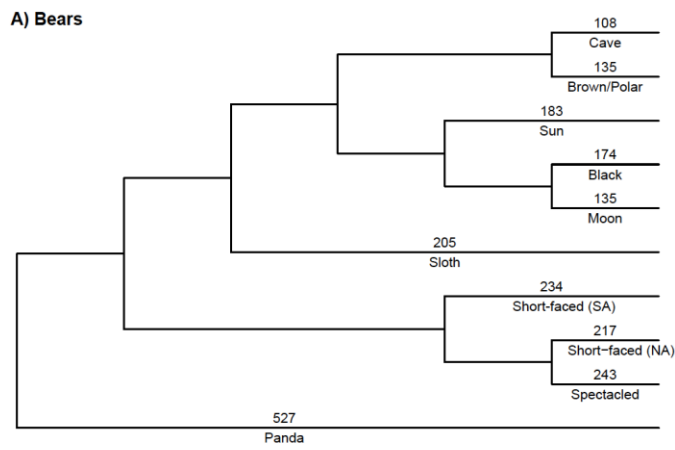 A) Bears
108
Cave
135
Brown/Polar
183
Sun
174
Black
135
Moon
205
Sloth
234
Short-faced (SA)
217
Short−faced (NA)
243
Spectacled
527
Panda